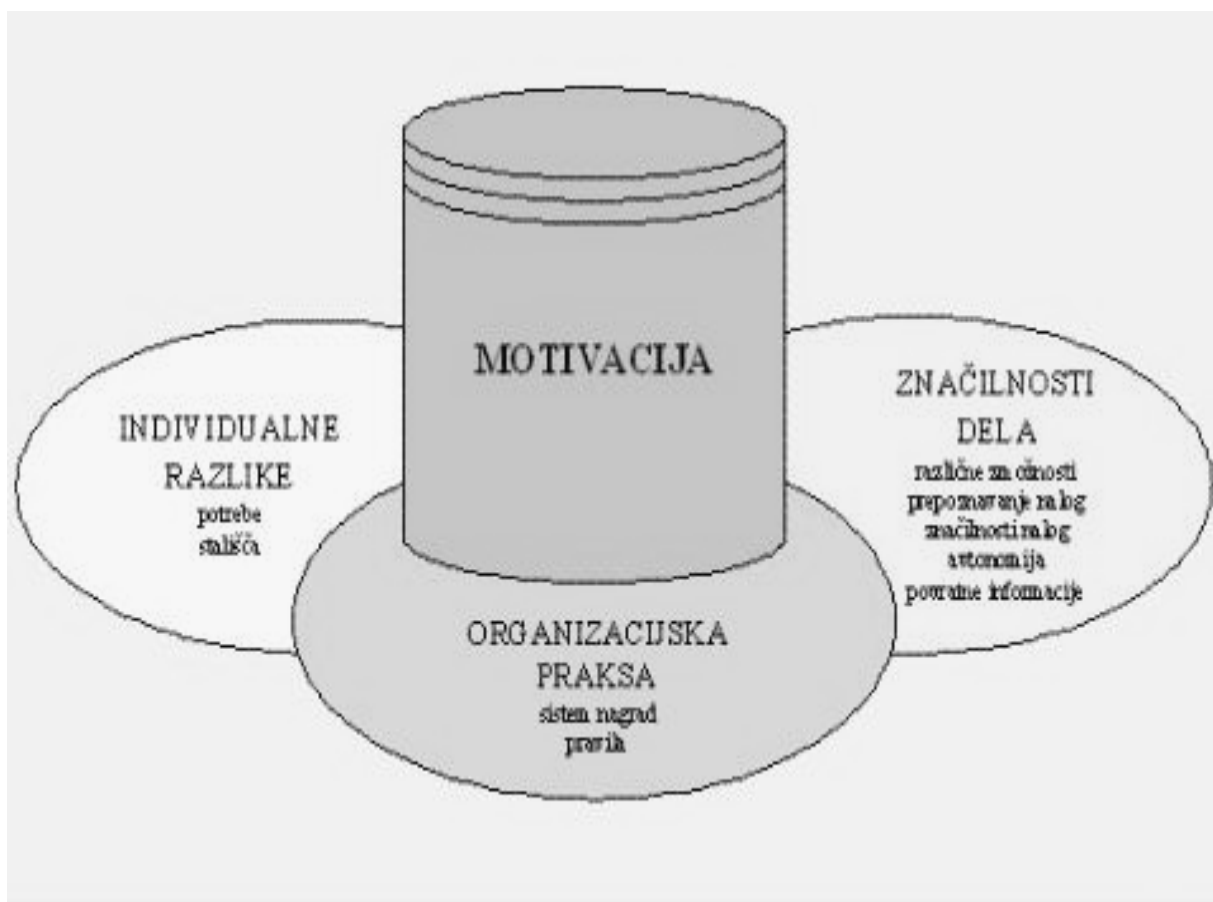 MOTIVACIJA
INDIVIDUALNE
RAZLIKE
potrebe
stališča
ZNAČILNOSTI
DELA
različne zmožnosti
prepoznavanje nalog
značilnosti nalog
avtonomija
povratne informacije
ORGANIZACIJSKA
PRAKSA
sistem nagrad
pravila